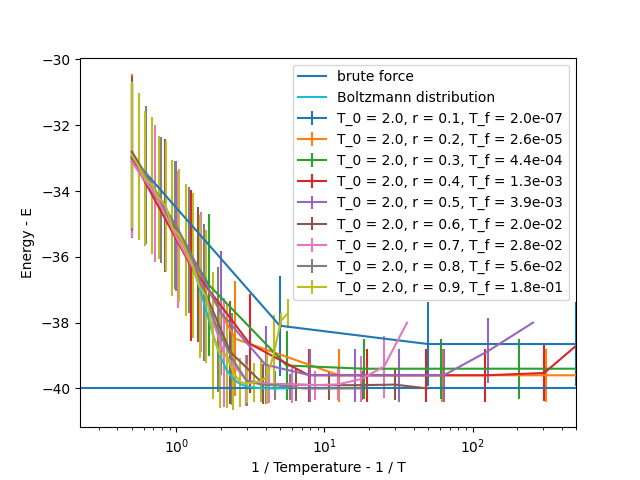 −30
−32
−34
−36
−38
−40
Energy - E
brute force
Boltzmann distribution
T_0 = 2.0, r = 0.1, T_f = 2.0e-07
T_0 = 2.0, r = 0.2, T_f = 2.6e-05
T_0 = 2.0, r = 0.3, T_f = 4.4e-04
T_0 = 2.0, r = 0.4, T_f = 1.3e-03
T_0 = 2.0, r = 0.5, T_f = 3.9e-03
T_0 = 2.0, r = 0.6, T_f = 2.0e-02
T_0 = 2.0, r = 0.7, T_f = 2.8e-02
T_0 = 2.0, r = 0.8, T_f = 5.6e-02
T_0 = 2.0, r = 0.9, T_f = 1.8e-01
10⁰ 10¹ 10²
1 / Temperature - 1 / T